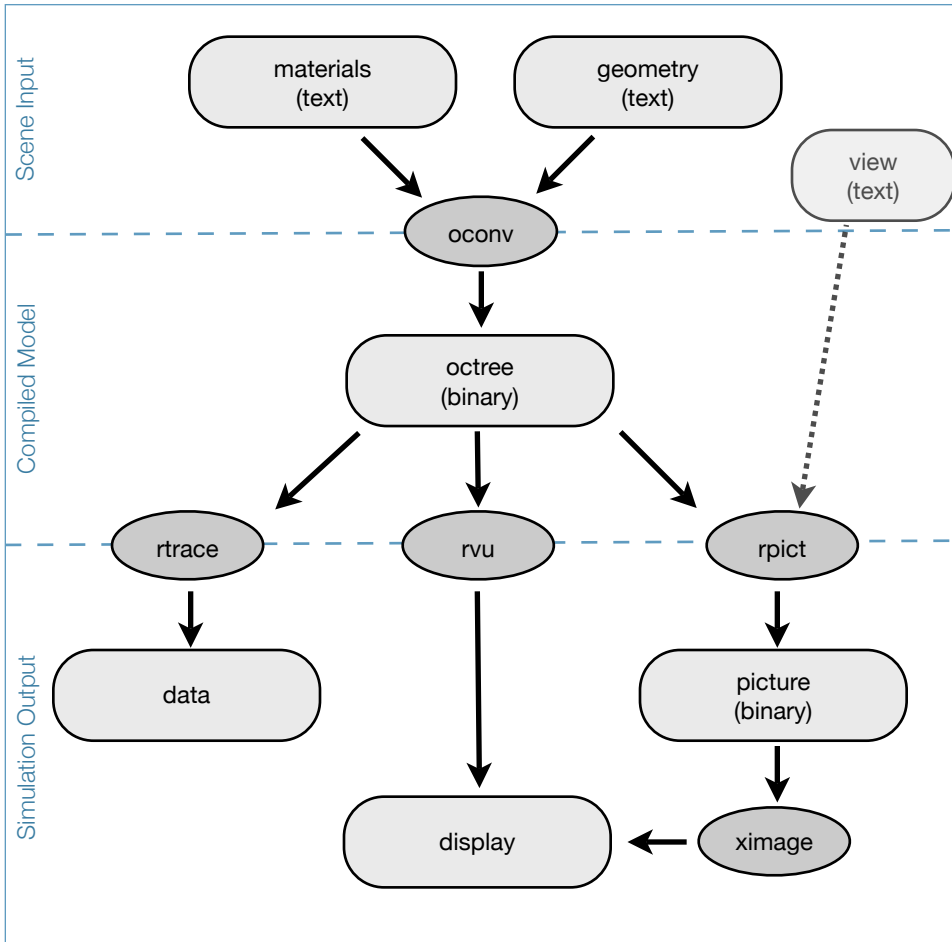 Scene Input
materials
(text)
geometry
(text)
view
(text)
oconv
Compiled Model
octree
(binary)
rtrace
rvu
rpict
Simulation Output
data
picture
(binary)
display
ximage